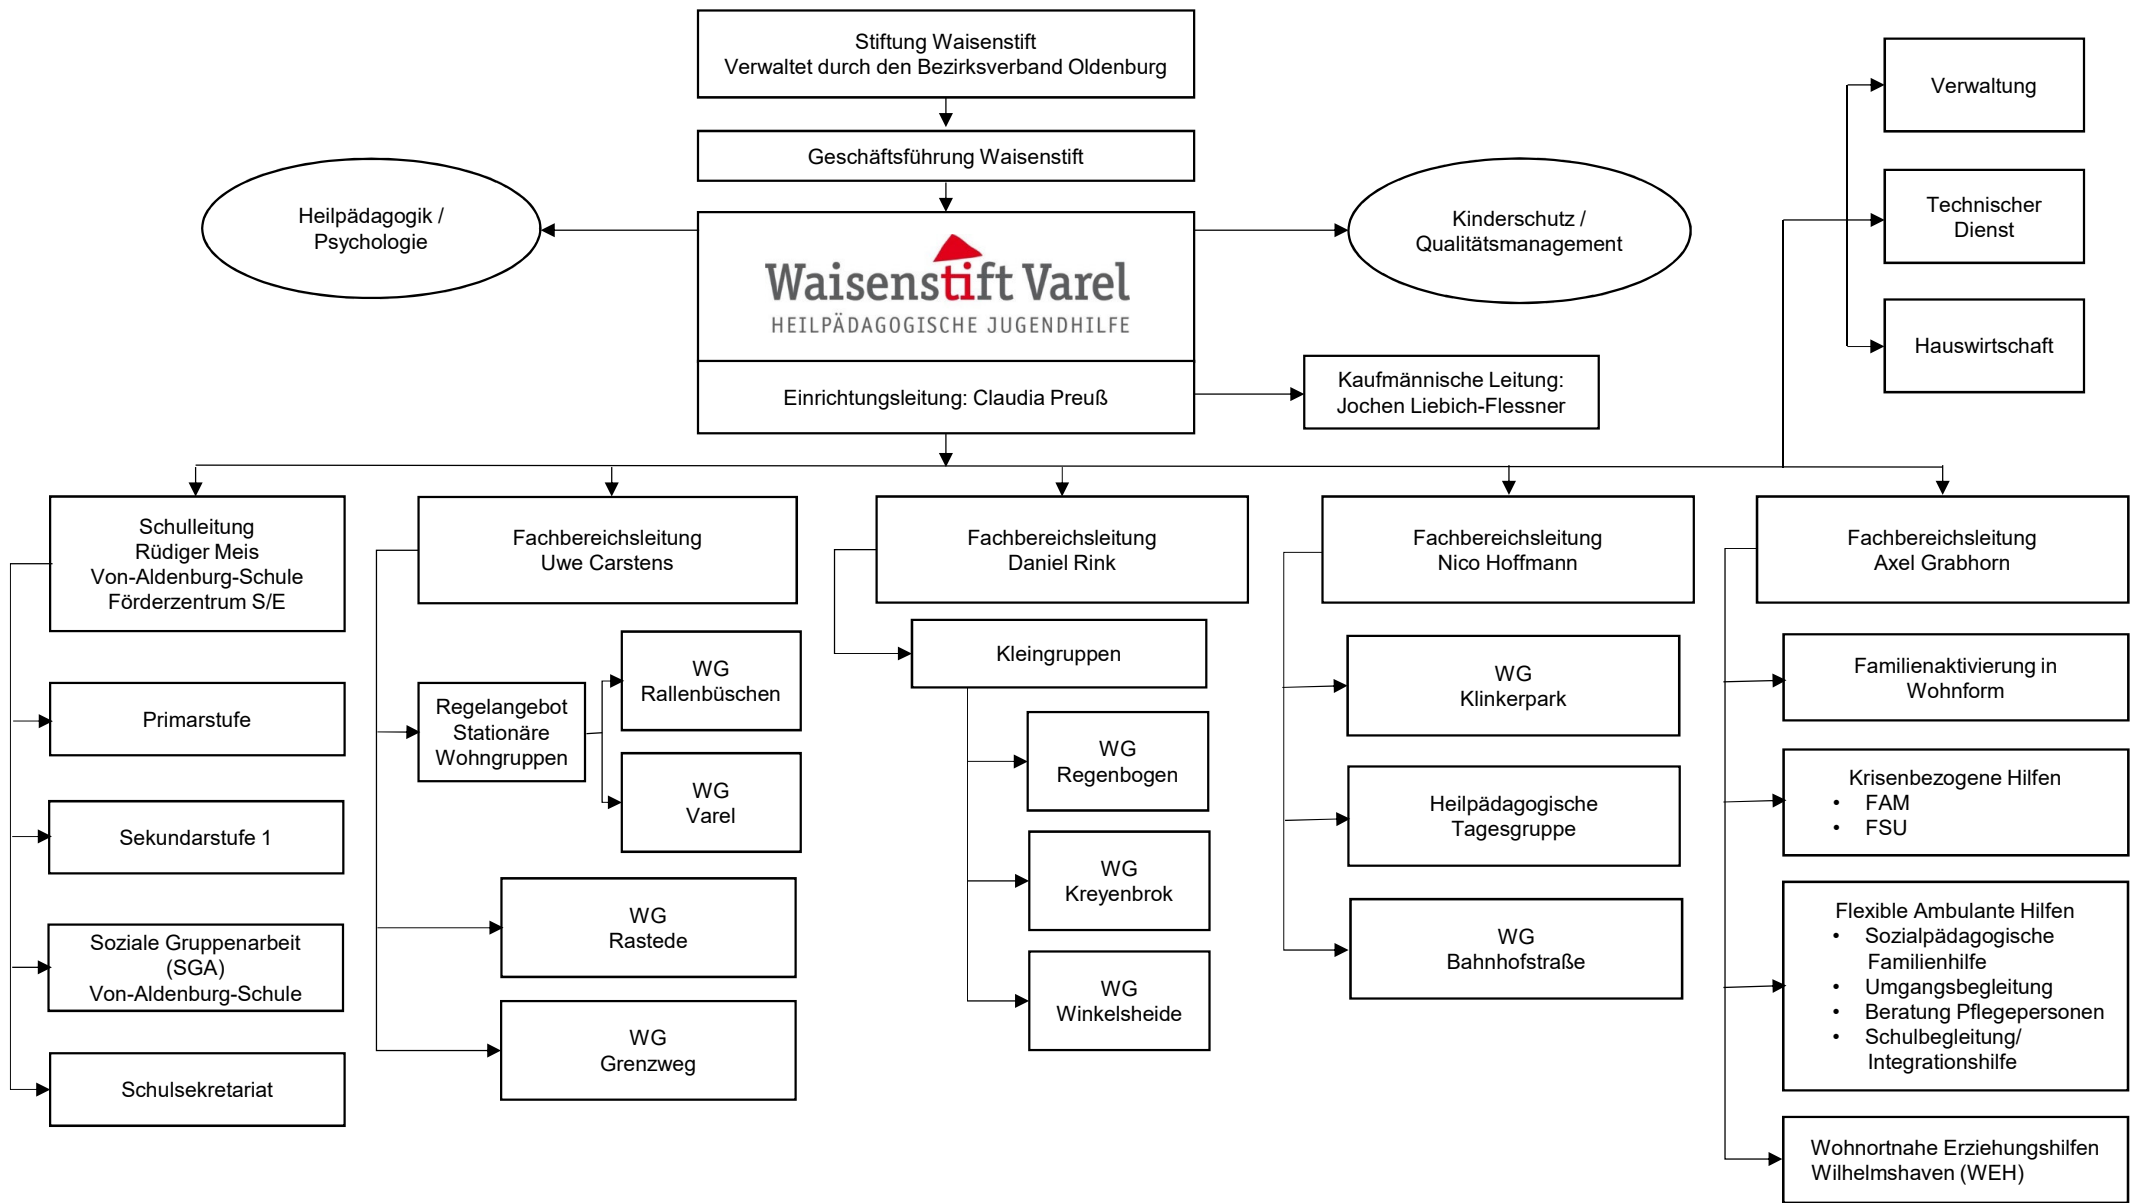 Stiftung Waisenstift
Verwaltet durch den Bezirksverband Oldenburg
Geschäftsführung Waisenstift
Heilpädagogik /
Psychologie
Waisenstift Varel
HEILPÄDAGOGISCHE JUGENDHILFE
Kinderschutz /
Qualitätsmanagement
Verwaltung
Technischer
Dienst
Hauswirtschaft
Einrichtungsleitung: Claudia Preuß
Kaufmännische Leitung:
Jochen Liebich-Flessner
Schulleitung
Rüdiger Meis
Von-Aldenburg-Schule
Förderzentrum S/E
Primarstufe
Sekundarstufe 1
Soziale Gruppenarbeit
(SGA)
Von-Aldenburg-Schule
Schulsekretariat
Fachbereichsleitung
Uwe Carstens
Regelangebot
Stationäre
Wohngruppen
WG
Rallenbüschen
WG
Varel
WG
Rastede
WG
Grenzweg
Fachbereichsleitung
Daniel Rink
Kleingruppen
WG
Regenbogen
WG
Kreyenbrok
WG
Winkelsheide
Fachbereichsleitung
Nico Hoffmann
WG
Klinkerpark
Heilpädagogische
Tagesgruppe
WG
Bahnhofstraße
Fachbereichsleitung
Axel Grabhorn
Familienaktivierung in
Wohnform
Krisenbezogene Hilfen
• FAM
• FSU
Flexible Ambulante Hilfen
• Sozialpädagogische
Familienhilfe
• Umgangsbegleitung
• Beratung Pflegepersonen
• Schulbegleitung/
Integrationshilfe
Wohnortnahe Erziehungshilfen
Wilhelmshaven (WEH)